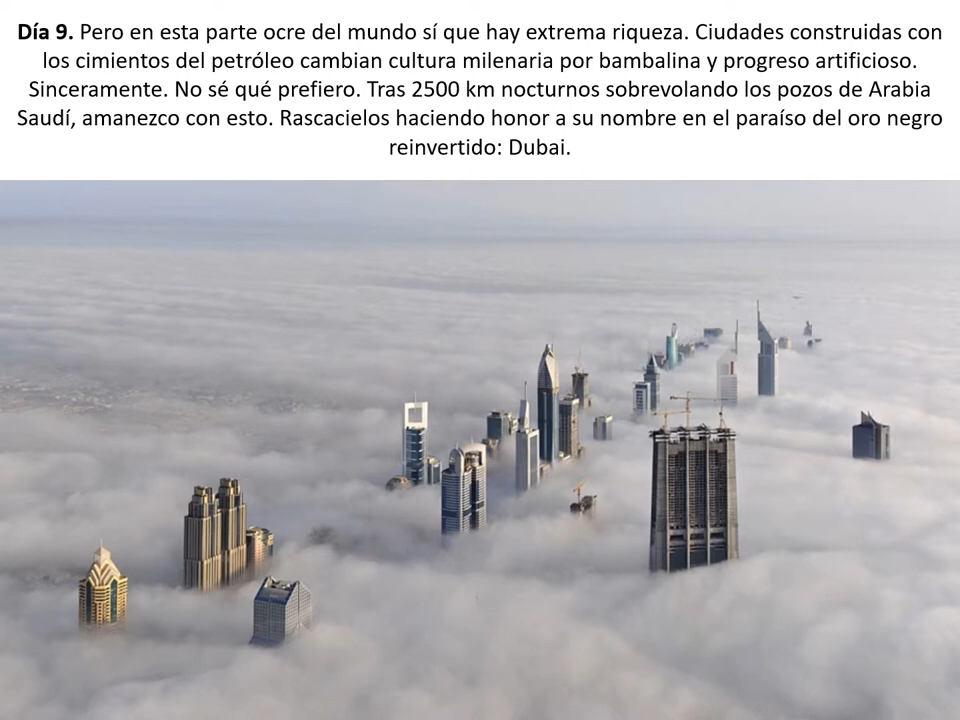 Día 9. Pero en esta parte ocre del mundo sí que hay extrema riqueza. Ciudades construidas con
los cimientos del petróleo cambian cultura milenaria por bambalina y progreso artificioso.
Sinceramente. No sé qué prefiero. Tras 2500 km nocturnos sobrevolando los pozos de Arabia
Saudí, amanezco con esto. Rascacielos haciendo honor a su nombre en el paraíso del oro negro
reinvertido: Dubai.